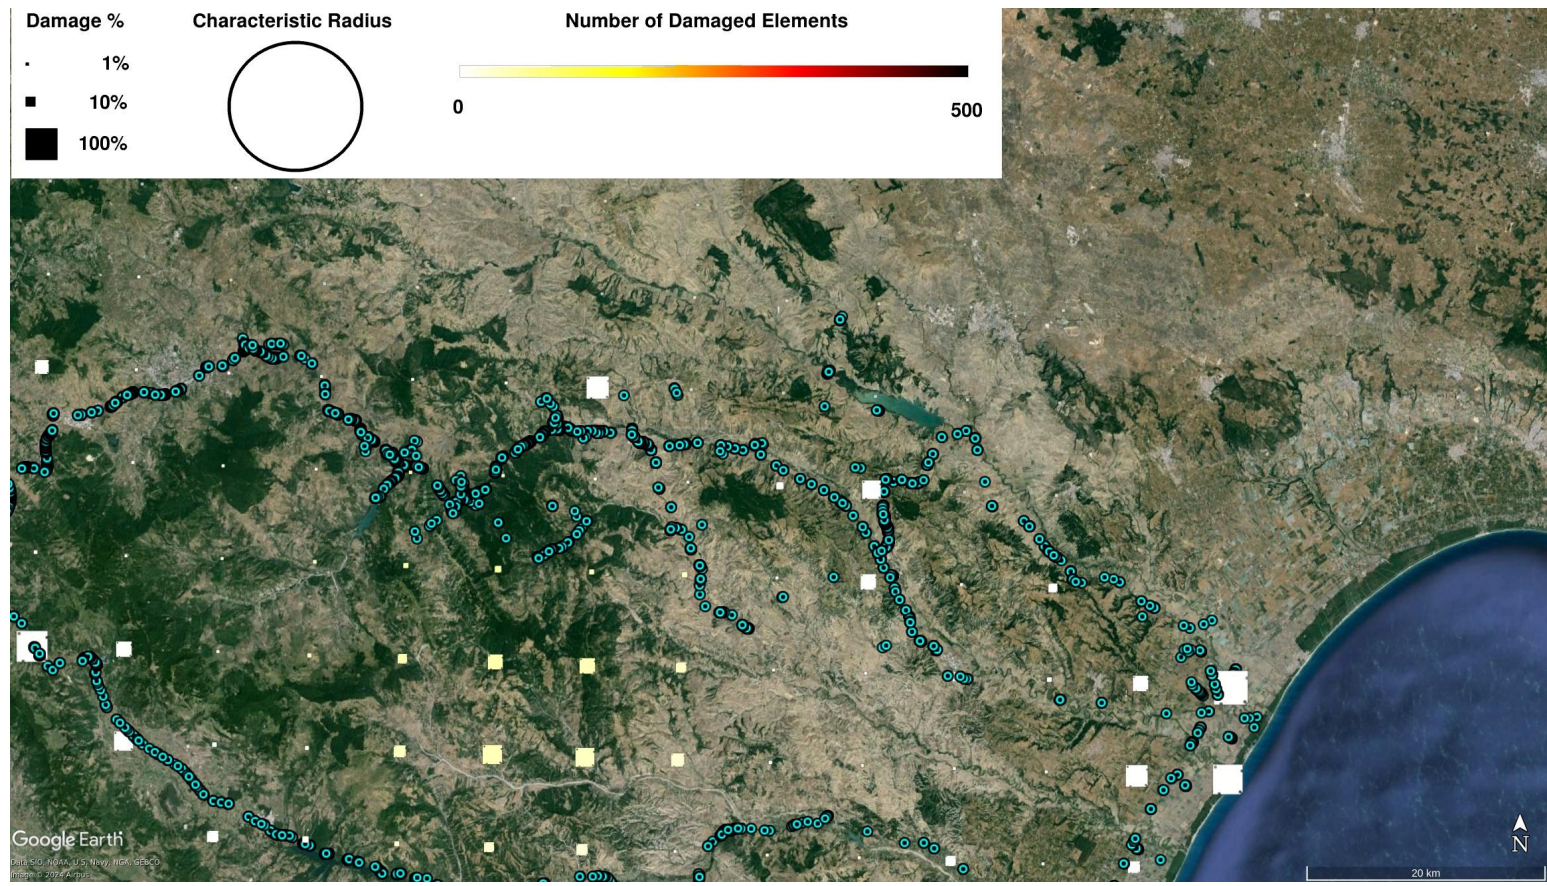 Damage % Characteristic Radius Number of Damaged Elements
1%
10%
0 500
100%
Google Earth
Data SIO, NOAA, U.S. Navy, NGA, GEBCO
Image © 2024 Airbus
N
20 km